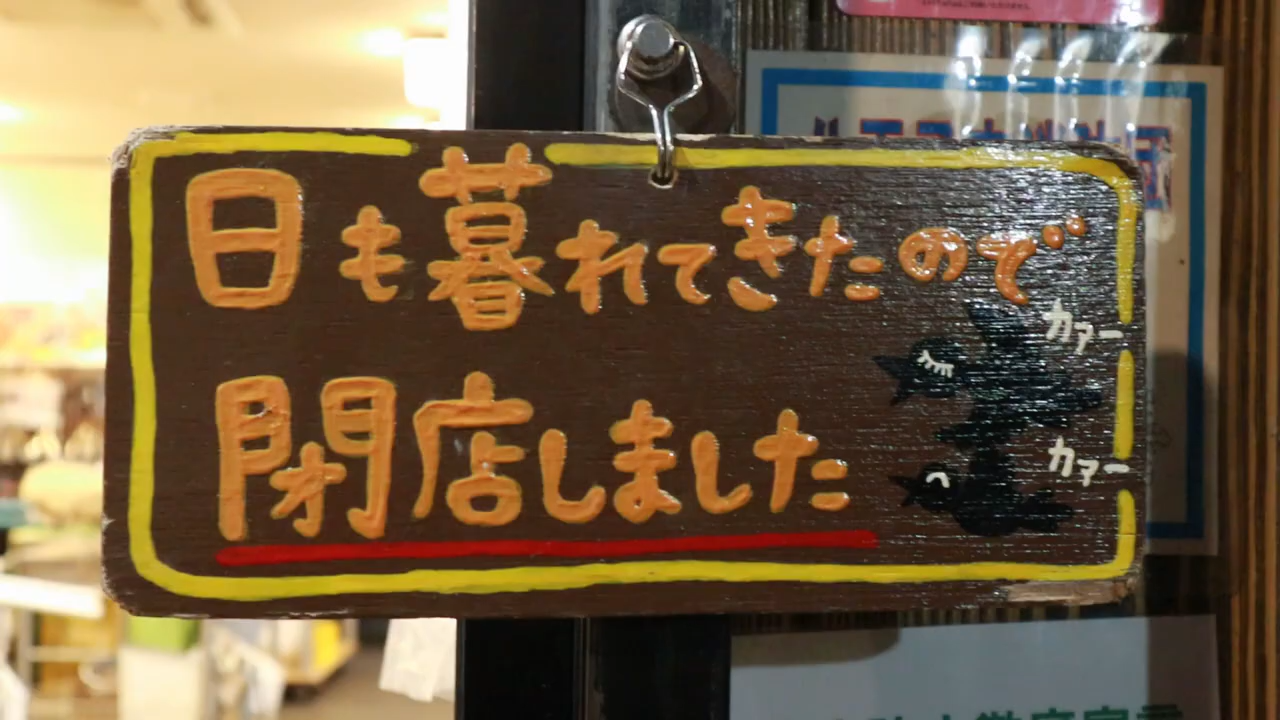 日も暮れてきたので
カァー
閉店しました
カァー